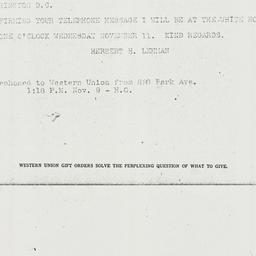 HINGTON D.C.
FIRMING YOUR TELEPHONE MESSAGE I WILL BE AT THE WHITE HO
ONE O'CLOCK WEDNESDAY NOVEMBER 11. KIND REGARDS.
HERBERT H. LEHMAN
ephoned to Western Union from 820 Park Ave.
1:18 P.M. Nov. 9 - H.G.
WESTERN UNION GIFT ORDERS SOLVE THE PERPLEXING QUESTION OF WHAT TO GIVE.